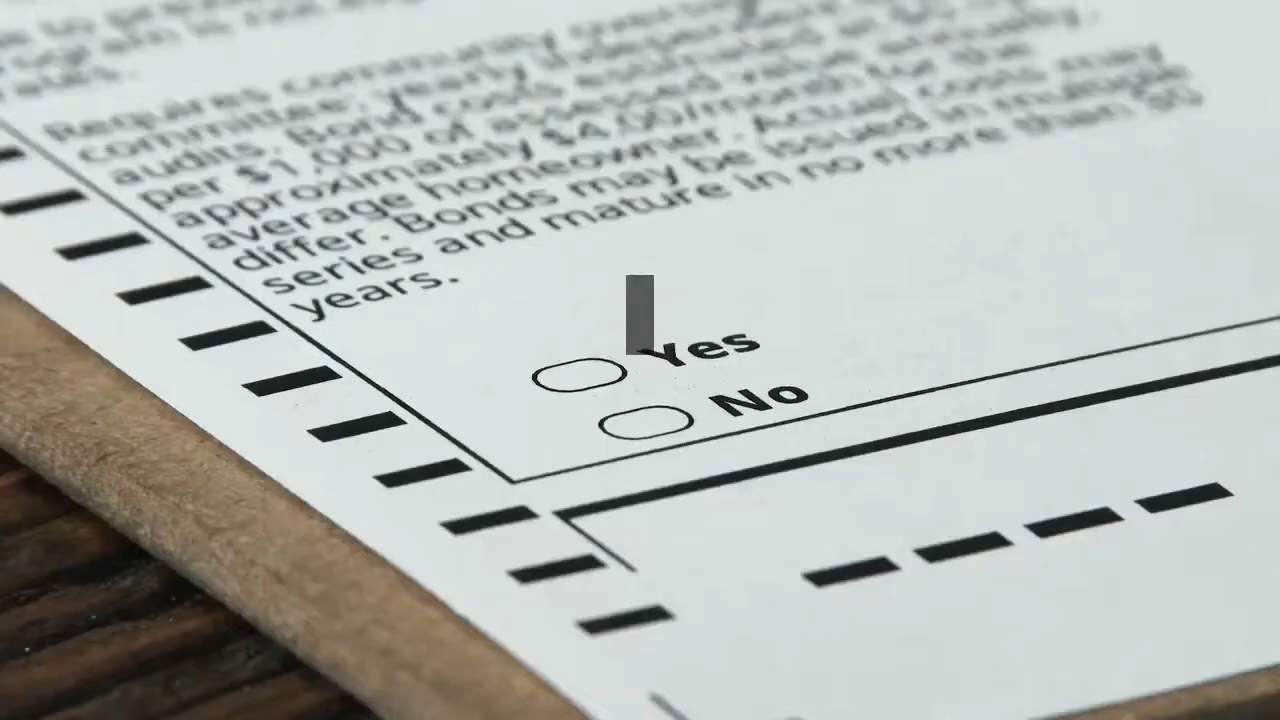 Requires community oversight
committee, yearly independent
audits. Bond costs estimated at
per $1,000 of assessed value annually,
approximately $4.00/month for the
average homeowner. Actual costs may
differ. Bonds may be issued in multiple
series and mature in no more than 30
years.
Yes
No